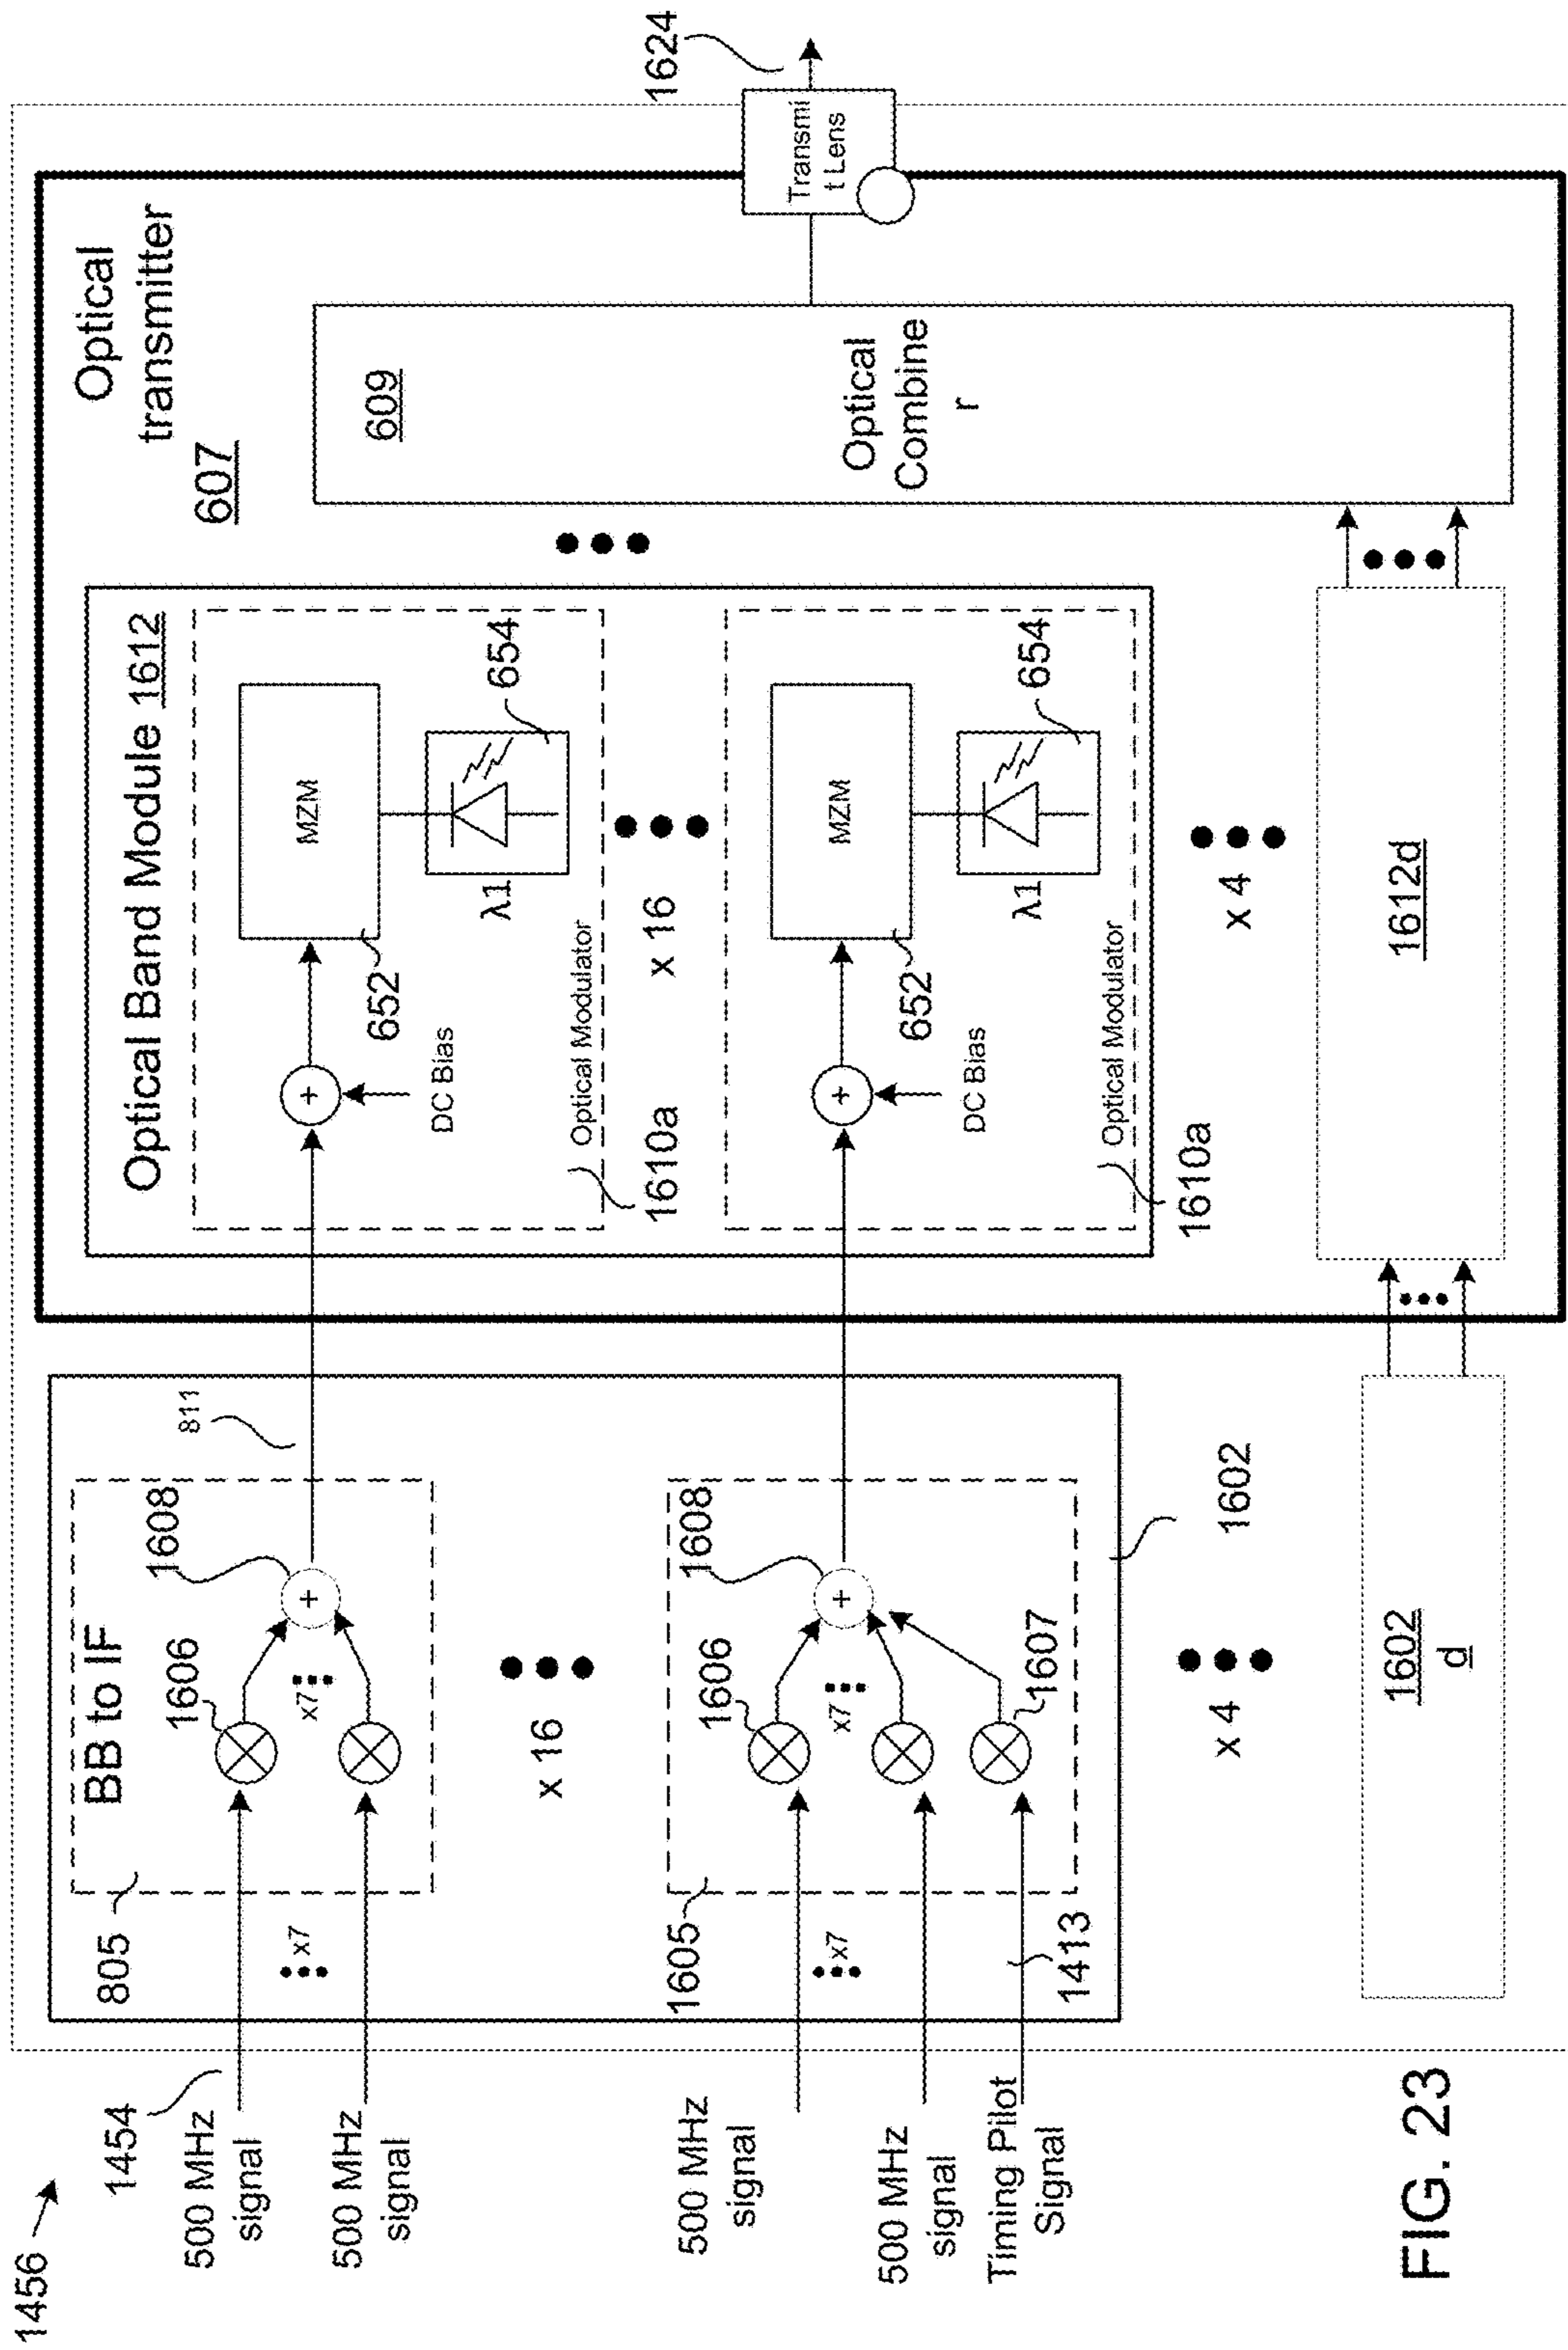 1456
1454
500 MHz
signal
500 MHz
signal
500 MHz
signal
500 MHz
signal
Timing Pilot
Signal
805
x7
BB to IF
1606
x7
1608
811
x 16
1605
x7
1413
1606
x7
1608
1607
1602
x 4
1602
d
Optical
transmitter
607
Optical Band Module 1612
DC Bias
652
MZM
λ1
654
Optical Modulator
1610a
x 16
DC Bias
652
MZM
λ1
654
Optical Modulator
1610a
x 4
1612d
609
Optical
Combine
r
Transmi
t Lens
1624
FIG. 23